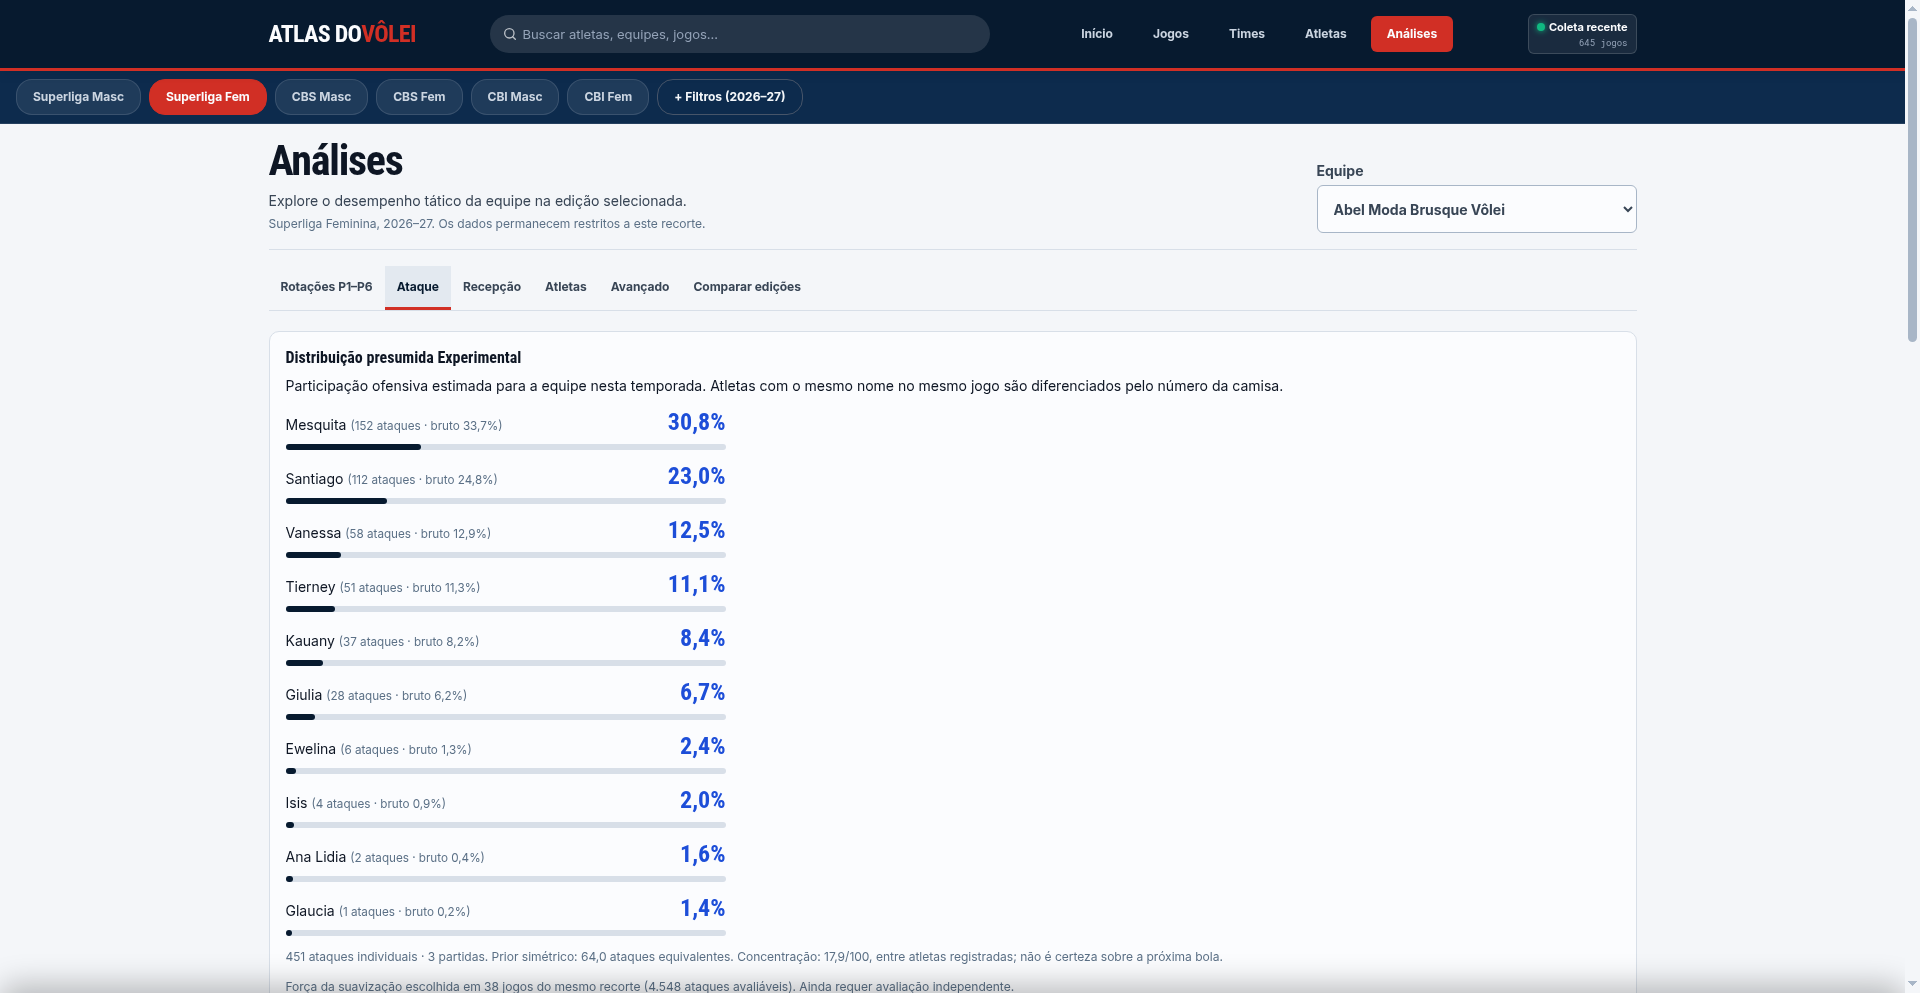 ATLAS DOVÔLEI
Buscar atletas, equipes, jogos...
Início
Jogos
Times
Atletas
Análises
Coleta recente
645 jogos
Superliga Masc
Superliga Fem
CBS Masc
CBS Fem
CBI Masc
CBI Fem
+ Filtros (2026–27)
Análises
Explore o desempenho tático da equipe na edição selecionada.
Superliga Feminina, 2026–27. Os dados permanecem restritos a este recorte.
Equipe
Abel Moda Brusque Vôlei
Rotações P1–P6
Ataque
Recepção
Atletas
Avançado
Comparar edições
Distribuição presumida Experimental
Participação ofensiva estimada para a equipe nesta temporada. Atletas com o mesmo nome no mesmo jogo são diferenciados pelo número da camisa.
Mesquita (152 ataques · bruto 33,7%) 30,8%
Santiago (112 ataques · bruto 24,8%) 23,0%
Vanessa (58 ataques · bruto 12,9%) 12,5%
Tierney (51 ataques · bruto 11,3%) 11,1%
Kauany (37 ataques · bruto 8,2%) 8,4%
Giulia (28 ataques · bruto 6,2%) 6,7%
Ewelina (6 ataques · bruto 1,3%) 2,4%
Isis (4 ataques · bruto 0,9%) 2,0%
Ana Lidia (2 ataques · bruto 0,4%) 1,6%
Glaucia (1 ataques · bruto 0,2%) 1,4%
451 ataques individuais · 3 partidas. Prior simétrico: 64,0 ataques equivalentes. Concentração: 17,9/100, entre atletas registradas; não é certeza sobre a próxima bola.
Força da suavização escolhida em 38 jogos do mesmo recorte (4.548 ataques avaliáveis). Ainda requer avaliação independente.